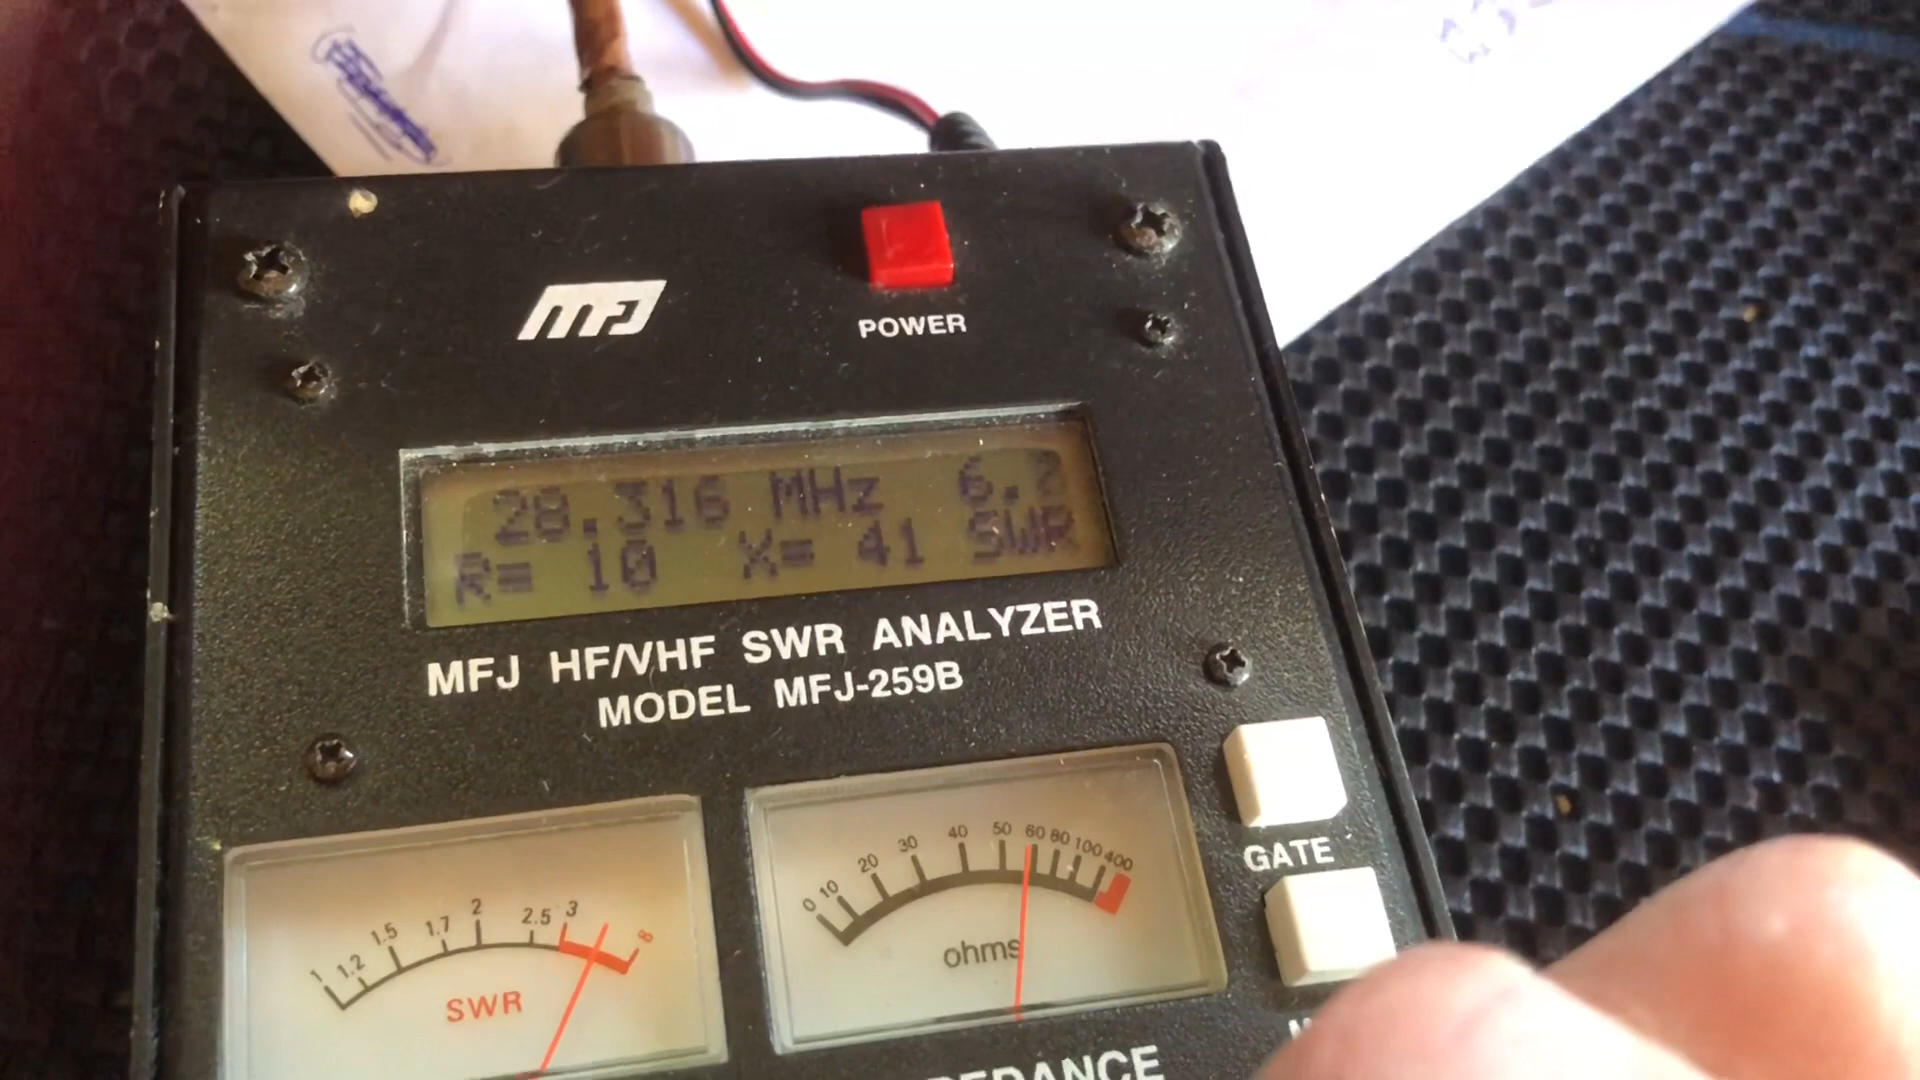 MFJ
POWER
28.316 MHz 6.2
R= 10 X= 41 SWR
MFJ HF/VHF SWR ANALYZER
MODEL MFJ-259B
GATE
1 1.2 1.5 1.7 2 2.5 3 8
SWR
0 10 20 30 40 50 60 80 100 400
ohms